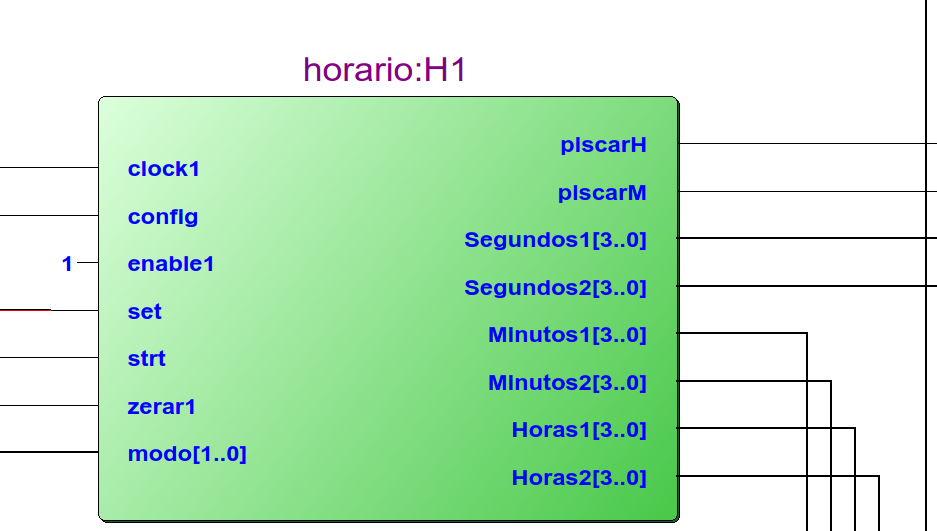 horario:H1
clock1
config
1
enable1
set
strt
zerar1
modo[1..0]
piscarH
piscarM
Segundos1[3..0]
Segundos2[3..0]
Minutos1[3..0]
Minutos2[3..0]
Horas1[3..0]
Horas2[3..0]